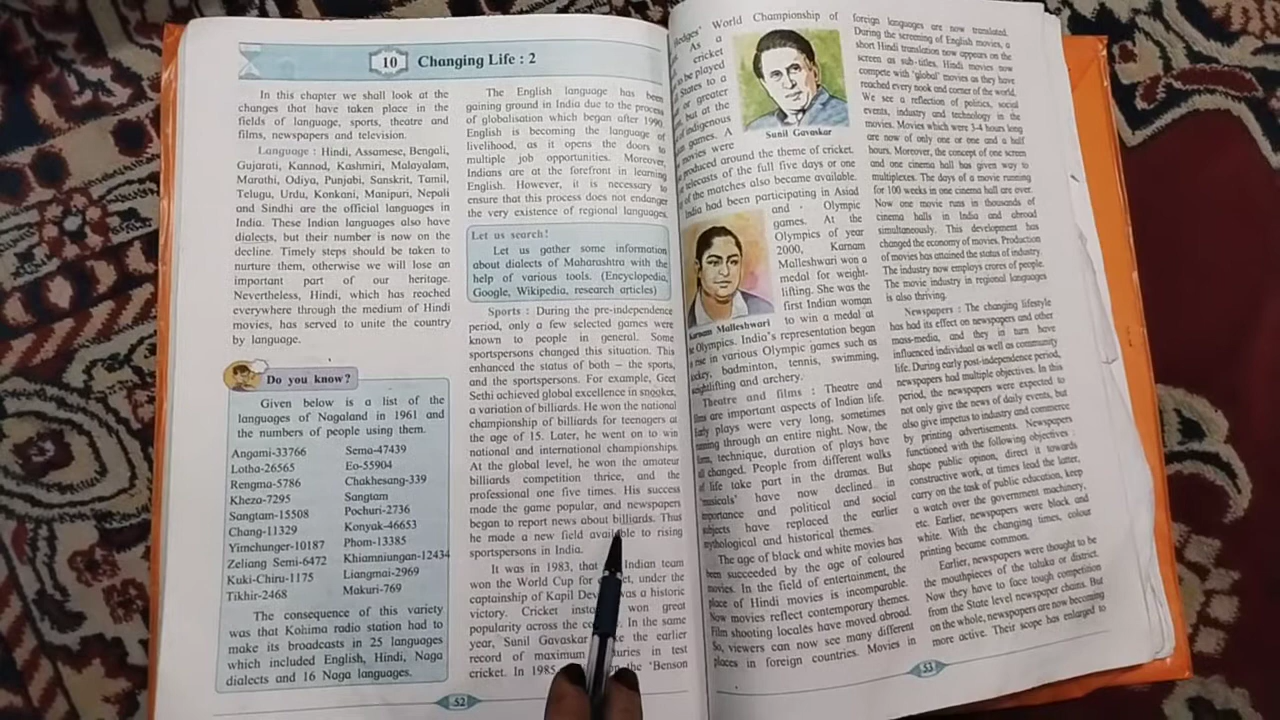 10 Changing Life : 2
In this chapter we shall look at the
changes that have taken place in the
fields of language, sports, theatre and
films, newspapers and television.
Language : Hindi, Assamese, Bengali,
Gujarati, Kannad, Kashmiri, Malayalam,
Marathi, Odiya, Punjabi, Sanskrit, Tamil,
Telugu, Urdu, Konkani, Manipuri, Nepali
and Sindhi are the official languages in
India. These Indian languages also have
dialects, but their number is now on the
decline. Timely steps should be taken to
nurture them, otherwise we will lose an
important part of our heritage.
Nevertheless, Hindi, which has reached
everywhere through the medium of Hindi
movies, has served to unite the country
by language.
Do you know?
Given below is a list of the
languages of Nagaland in 1961 and
the numbers of people using them.
Angami-33766
Lotha-26565
Rengma-5786
Kheza-7295
Sangtam-15508
Chang-11329
Yimchunger-10187
Zeliang Semi-6472
Kuki-Chiru-1175
Tikhir-2468
Sema-47439
Eo-55904
Chakhesang-339
Sangtam
Pochuri-2736
Konyak-46653
Phom-13385
Khiamniungan-12434
Liangmai-2969
Makuri-769
The consequence of this variety
was that Kohima radio station had to
make its broadcasts in 25 languages
which included English, Hindi, Naga
dialects and 16 Naga languages.
The English language has been
gaining ground in India due to the process
of globalisation which began after 1990.
English is becoming the language of
livelihood, as it opens the doors to
multiple job opportunities. Moreover,
Indians are at the forefront in learning
English. However, it is necessary to
ensure that this process does not endanger
the very existence of regional languages.
Let us search!
Let us gather some information
about dialects of Maharashtra with the
help of various tools. (Encyclopedia,
Google, Wikipedia, research articles)
Sports : During the pre-independence
period, only a few selected games were
known to people in general. Some
sportspersons changed this situation. This
enhanced the status of both – the sports,
and the sportspersons. For example, Geet
Sethi achieved global excellence in snooker,
a variation of billiards. He won the national
championship of billiards for teenagers at
the age of 15. Later, he went on to win
national and international championships.
At the global level, he won the amateur
billiards competition thrice, and the
professional one five times. His success
made the game popular, and newspapers
began to report news about billiards. Thus
he made a new field available to rising
sportspersons in India.
It was in 1983, that Indian team
won the World Cup for under the
captainship of Kapil Dev was a historic
victory. Cricket won great
popularity across the In the same
year, Sunil Gavaskar the earlier
record of maximum in test
cricket. In 1985 the 'Benson
52
Hedges' World Championship of
As a
cricket
to be played
States to a
or greater
but at the
of indigenous
games. A
movies were
produced around the theme of cricket.
telecasts of the full five days or one
of the matches also became available.
Sunil Gavaskar
India had been participating in Asiad
and Olympic
games. At the
Olympics of year
2000, Karnam
Malleshwari won a
medal for weight-
lifting. She was the
first Indian woman
to win a medal at
Karnam Malleshwari
Olympics. India's representation began
rise in various Olympic games such as
badminton, tennis, swimming,
weightlifting and archery.
Theatre and films : Theatre and
films are important aspects of Indian life.
Early plays were very long, sometimes
running through an entire night. Now, the
technique, duration of plays have
changed. People from different walks
of life take part in the dramas. But
'musicals' have now declined in
importance and political and social
subjects have replaced the earlier
mythological and historical themes.
The age of black and white movies has
been succeeded by the age of coloured
movies. In the field of entertainment, the
place of Hindi movies is incomparable.
Now movies reflect contemporary themes.
Film shooting locales have moved abroad.
So, viewers can now see many different
places in foreign countries. Movies in
foreign languages are now translated.
During the screening of English movies, a
short Hindi translation now appears on the
screen as sub-titles. Hindi movies now
compete with 'global' movies as they have
reached every nook and corner of the world.
We see a reflection of politics, social
events, industry and technology in the
movies. Movies which were 3-4 hours long
are now of only one or one and a half
hours. Moreover, the concept of one screen
and one cinema hall has given way to
multiplexes. The days of a movie running
for 100 weeks in one cinema hall are over.
Now one movie runs in thousands of
cinema halls in India and abroad
simultaneously. This development has
changed the economy of movies. Production
of movies has attained the status of industry.
The industry now employs crores of people.
The movie industry in regional languages
is also thriving.
Newspapers : The changing lifestyle
has had its effect on newspapers and other
mass-media, and they in turn have
influenced individual as well as community
life. During early post-independence period,
newspapers had multiple objectives. In this
period, the newspapers were expected to
not only give the news of daily events, but
also give impetus to industry and commerce
by printing advertisements. Newspapers
functioned with the following objectives :
shape public opinon, direct it towards
constructive work, at times lead the latter,
carry on the task of public education, keep
a watch over the government machinery,
etc. Earlier, newspapers were black and
white. With the changing times, colour
printing became common.
Earlier, newspapers were thought to be
the mouthpieces of the taluka or district.
Now they have to face tough competition
from the State level newspaper chains. But
on the whole, newspapers are now becoming
more active. Their scope has enlarged to
53